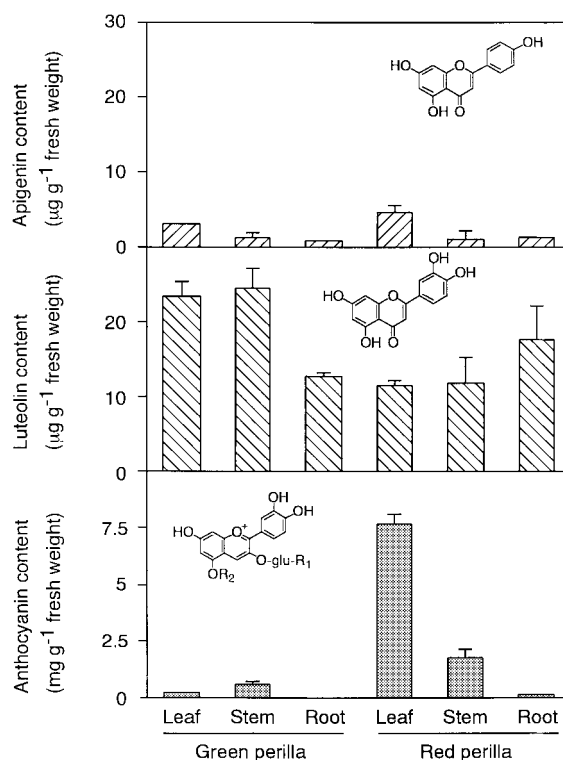 Apigenin content
(µg g⁻¹ fresh weight)
30
20
10
0
OH
HO
O
OH
O
Luteolin content
(µg g⁻¹ fresh weight)
20
10
0
OH
OH
HO
O
OH
O
Anthocyanin content
(mg g⁻¹ fresh weight)
7.5
5
2.5
0
OH
OH
HO
O⁺
O-glu-R₁
OR₂
Leaf Stem Root Leaf Stem Root
Green perilla Red perilla